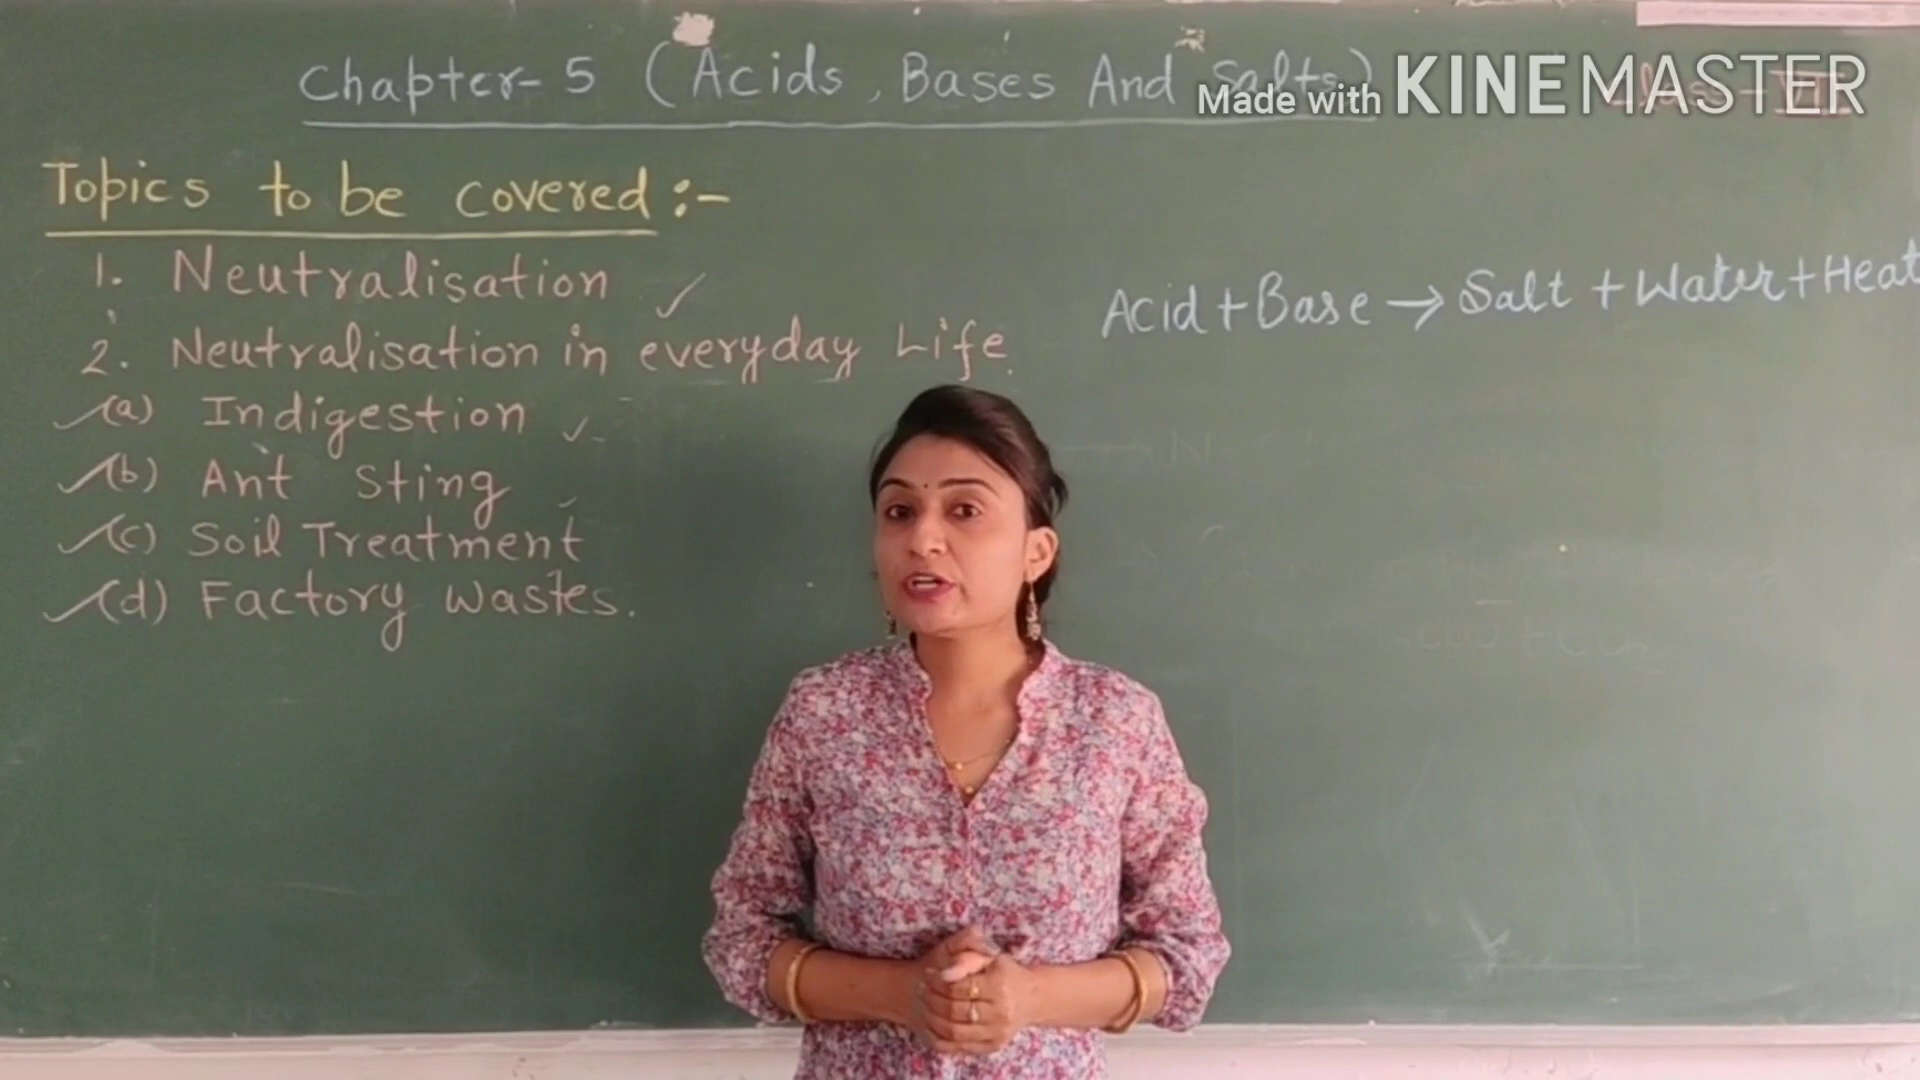 Chapter-5 (Acids, Bases And Salts)
Made with KINEMASTER
Topics to be covered :-
1. Neutralisation
2. Neutralisation in everyday Life.
(a) Indigestion
(b) Ant Sting
(c) Soil Treatment
(d) Factory Wastes.
Acid + Base → Salt + Water + Heat